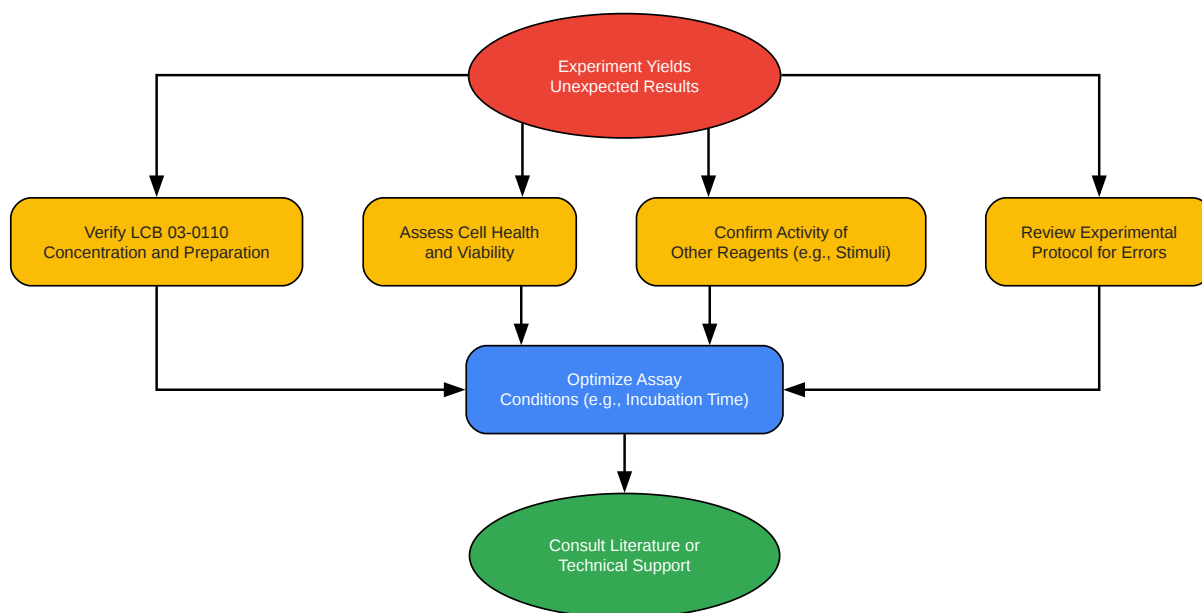 Experiment Yields
Unexpected Results
Verify LCB 03-0110
Concentration and Preparation
Assess Cell Health
and Viability
Confirm Activity of
Other Reagents (e.g., Stimuli)
Review Experimental
Protocol for Errors
Optimize Assay
Conditions (e.g., Incubation Time)
Consult Literature or
Technical Support